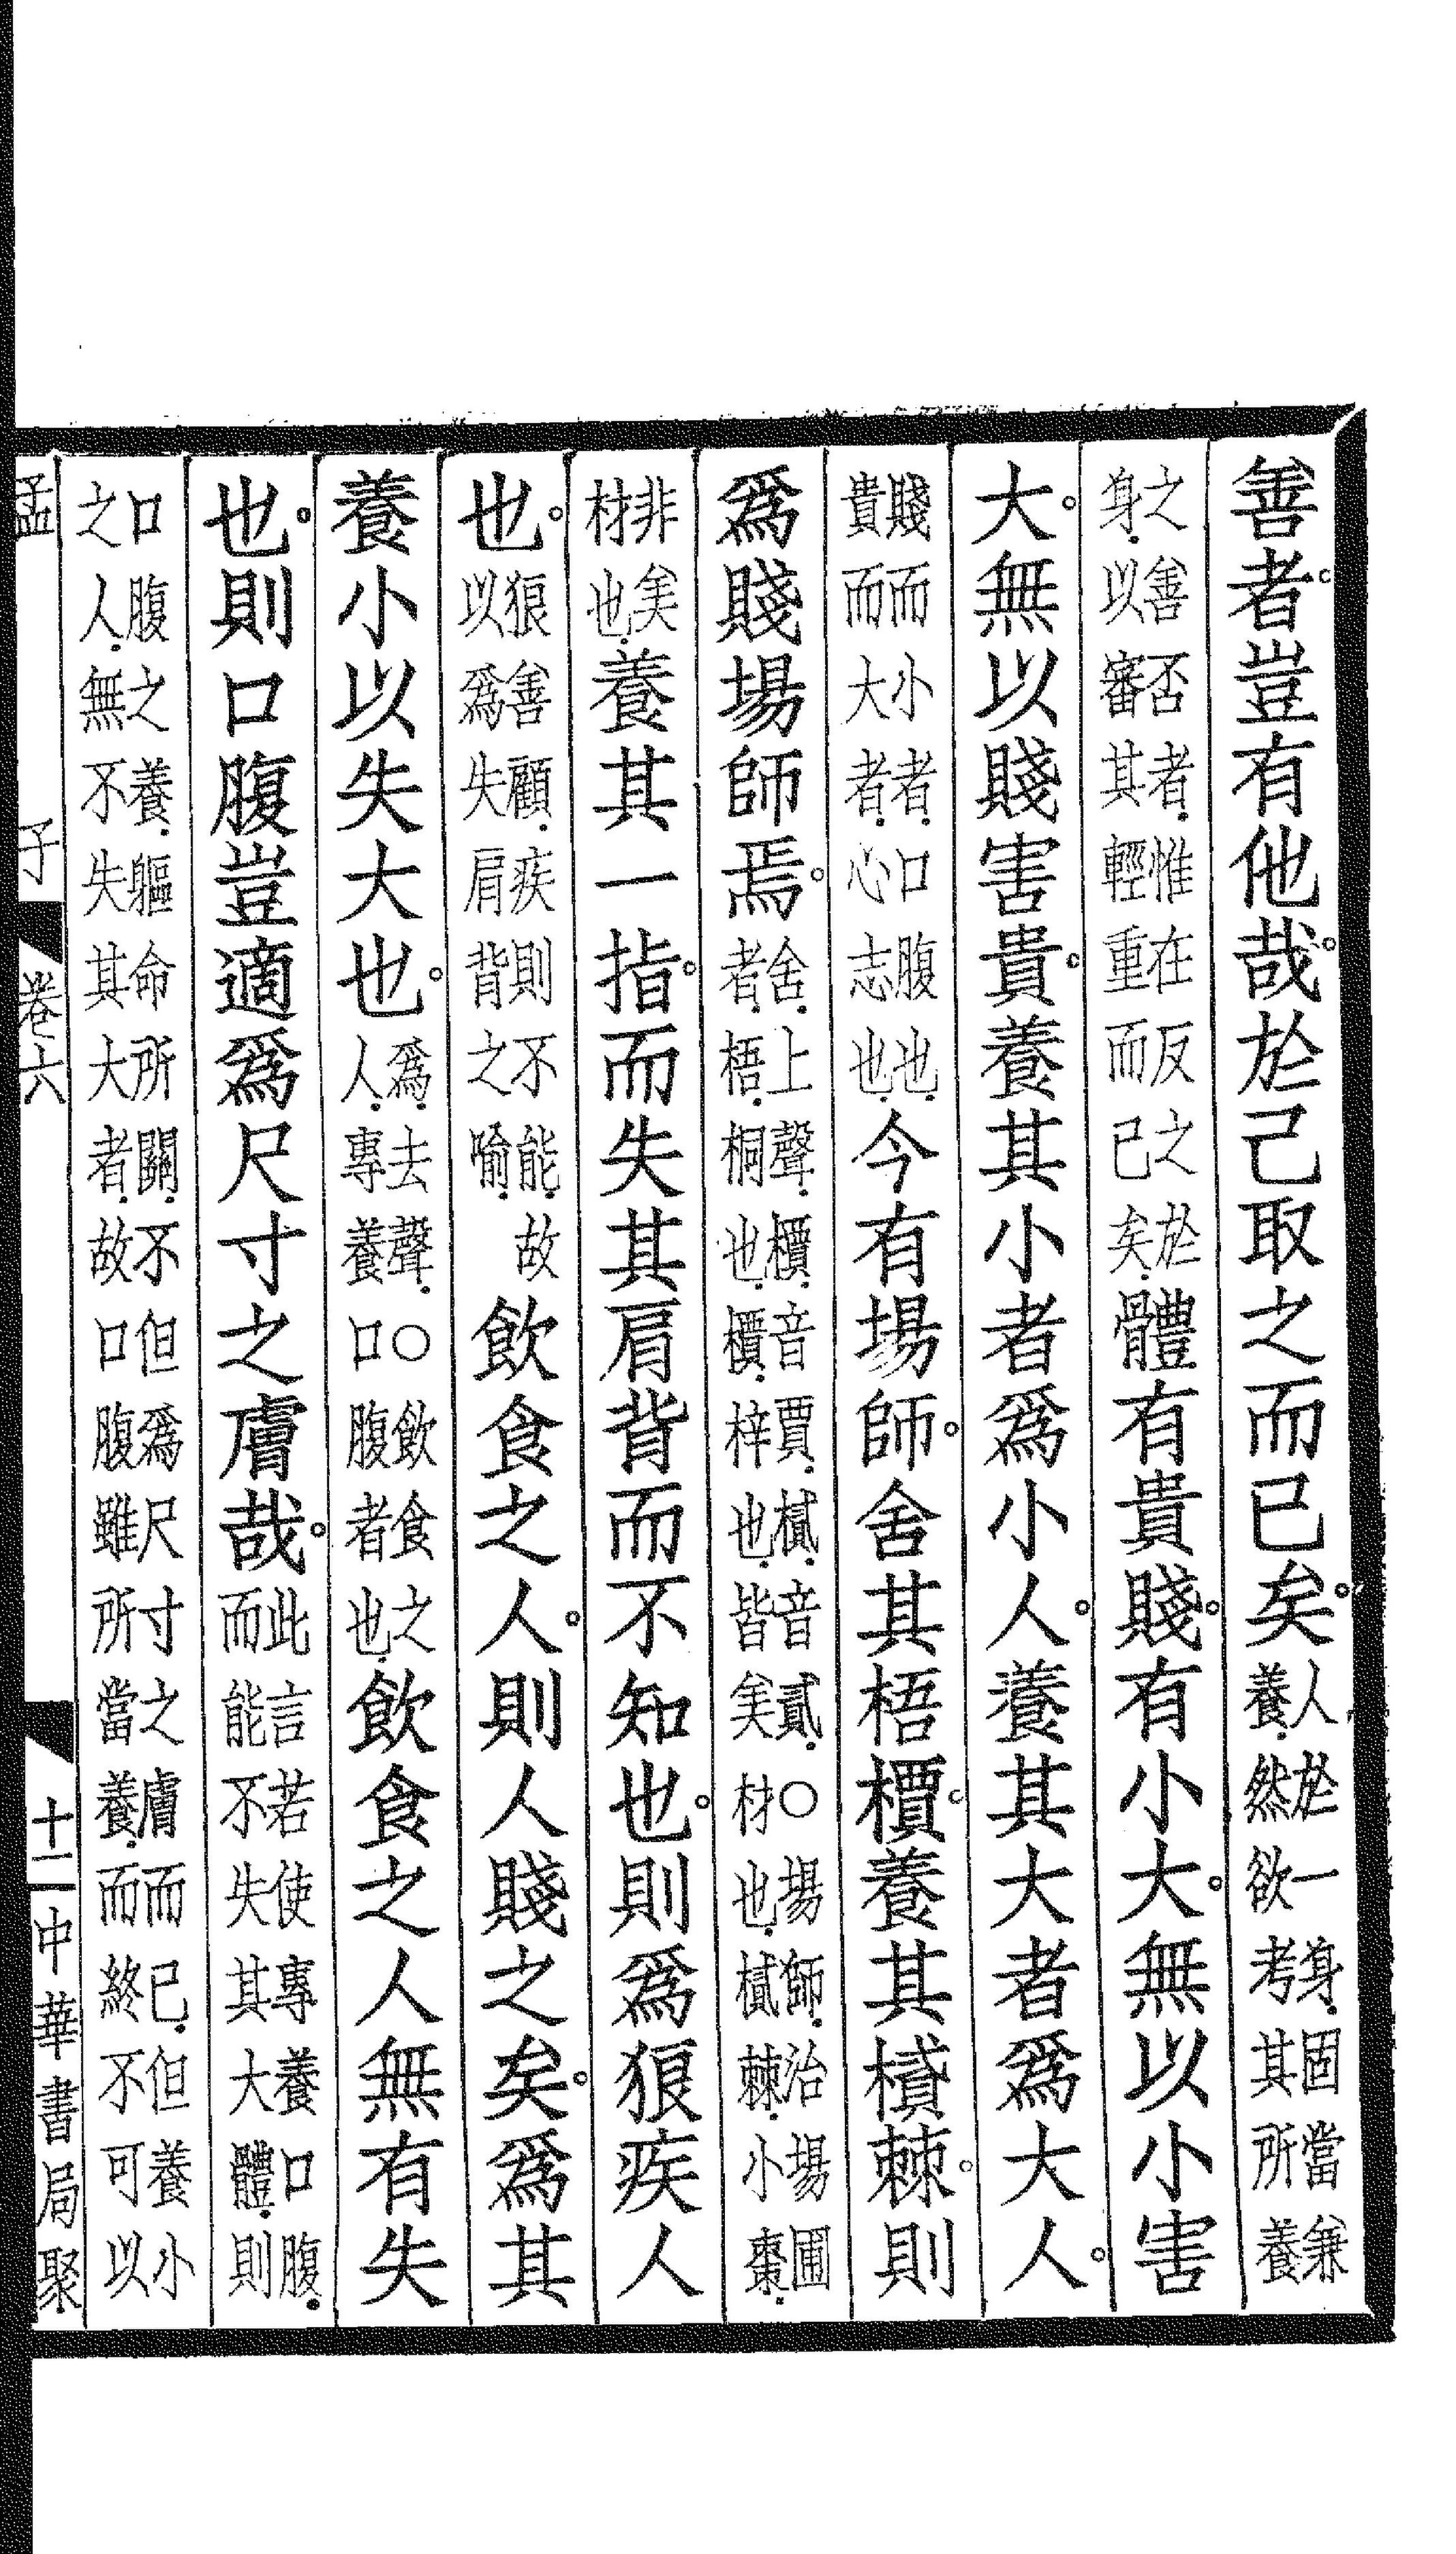 善者。豈有他哉。於己取之而已矣。人於一身。固當兼養。然欲考其所養
之善否者。惟在反之於身。以審其輕重而已矣。體有貴賤。有小大。無以小害
大。無以賤害貴。養其小者爲小人。養其大者爲大人。
賤而小者。口腹也。貴而大者。心志也。今有場師。舍其梧檟。養其樲棘。則
爲賤場師焉。舍。上聲。檟。音賈。樲。音貳。○場師。治場圃者。梧。桐也。檟。梓也。皆美材也。樲棘。小棗。
非美材也。養其一指。而失其肩背而不知也。則爲狼疾人
也。狼善顧。疾則不能。故以爲失肩背之喻。飲食之人。則人賤之矣。爲其
養小以失大也。爲。去聲。○飲食之人。專養口腹者也。飲食之人無有失
也。則口腹豈適爲尺寸之膚哉。此言若使專養口腹。而能不失其大體。則
口腹之養。軀命所關。不但爲尺寸之膚而已。但養小之人。無不失其大者。故口腹雖所當養。而終不可以
孟子 卷六 十二 中華書局聚